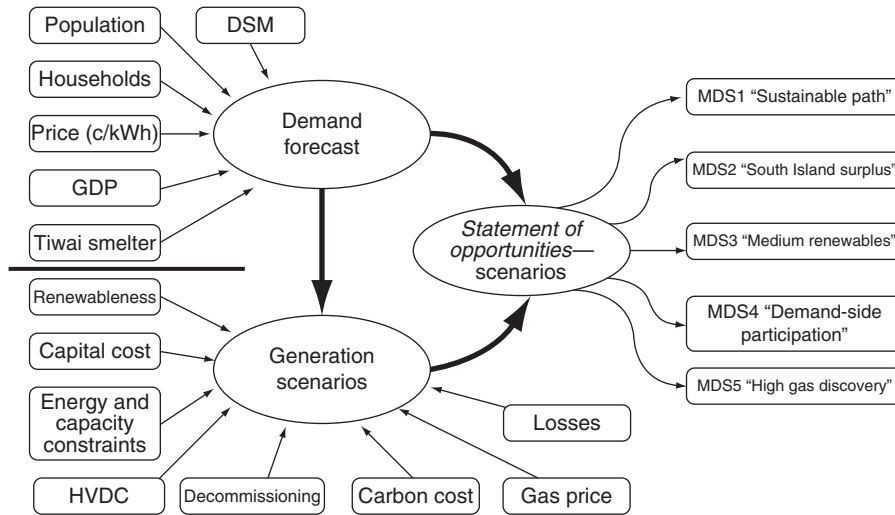 Population
DSM
Households
Price (c/kWh)
GDP
Tiwai smelter
Demand
forecast
MDS1 “Sustainable path”
MDS2 “South Island surplus”
Statement of
opportunities—
scenarios
MDS3 “Medium renewables”
MDS4 “Demand-side
participation”
MDS5 “High gas discovery”
Renewableness
Capital cost
Energy and
capacity
constraints
Generation
scenarios
Losses
HVDC
Decommissioning
Carbon cost
Gas price